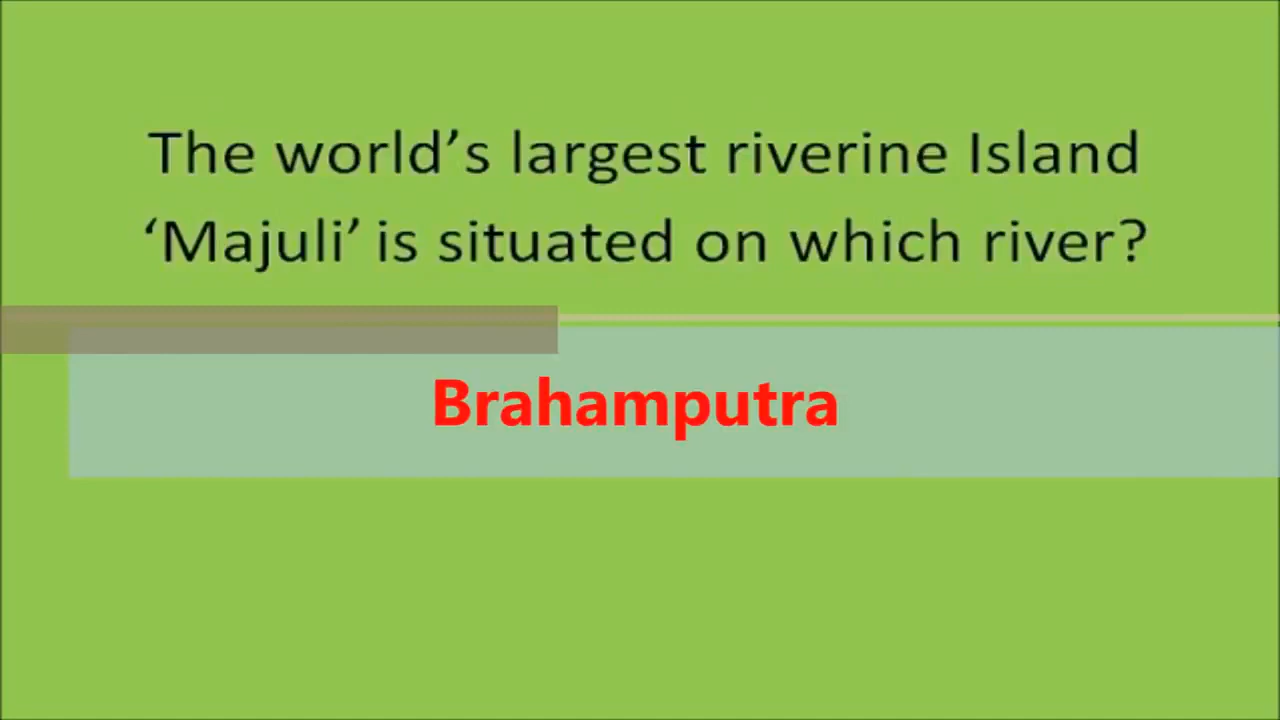 The world’s largest riverine Island
‘Majuli’ is situated on which river?
Brahamputra